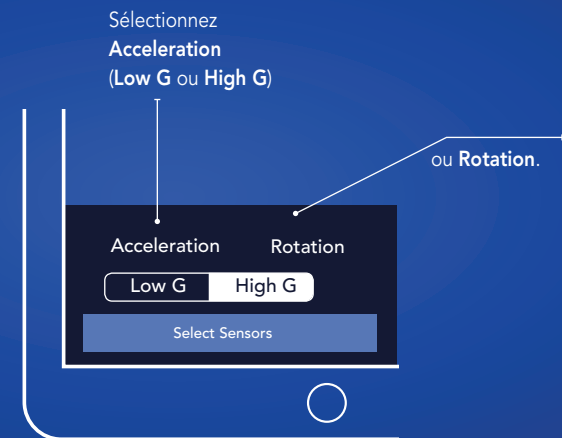 Sélectionnez
Acceleration
(Low G ou High G)
ou Rotation.
Acceleration Rotation
Low G High G
Select Sensors